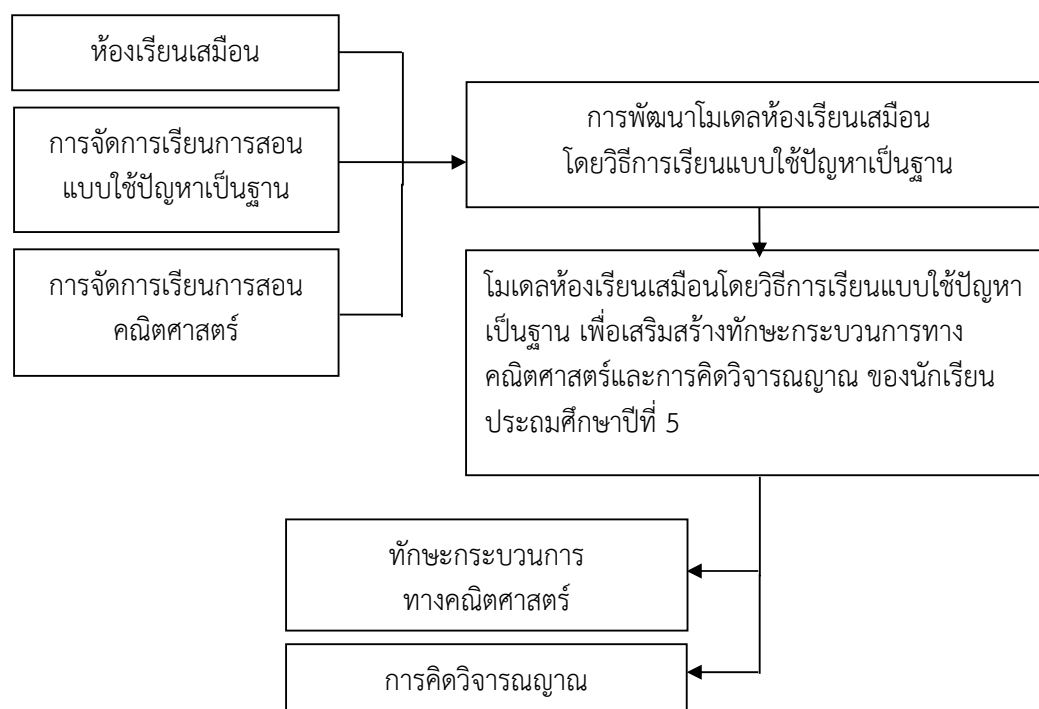 ห้องเรียนเสมือน
การจัดการเรียนการสอน
แบบใช้ปัญหาเป็นฐาน
การจัดการเรียนการสอน
คณิตศาสตร์
การพัฒนาโมเดลห้องเรียนเสมือน
โดยวิธีการเรียนแบบใช้ปัญหาเป็นฐาน
โมเดลห้องเรียนเสมือนโดยวิธีการเรียนแบบใช้ปัญหา
เป็นฐาน เพื่อเสริมสร้างทักษะกระบวนการทาง
คณิตศาสตร์และการคิดวิจารณญาณ ของนักเรียน
ประถมศึกษาปีที่ 5
ทักษะกระบวนการ
ทางคณิตศาสตร์
การคิดวิจารณญาณ